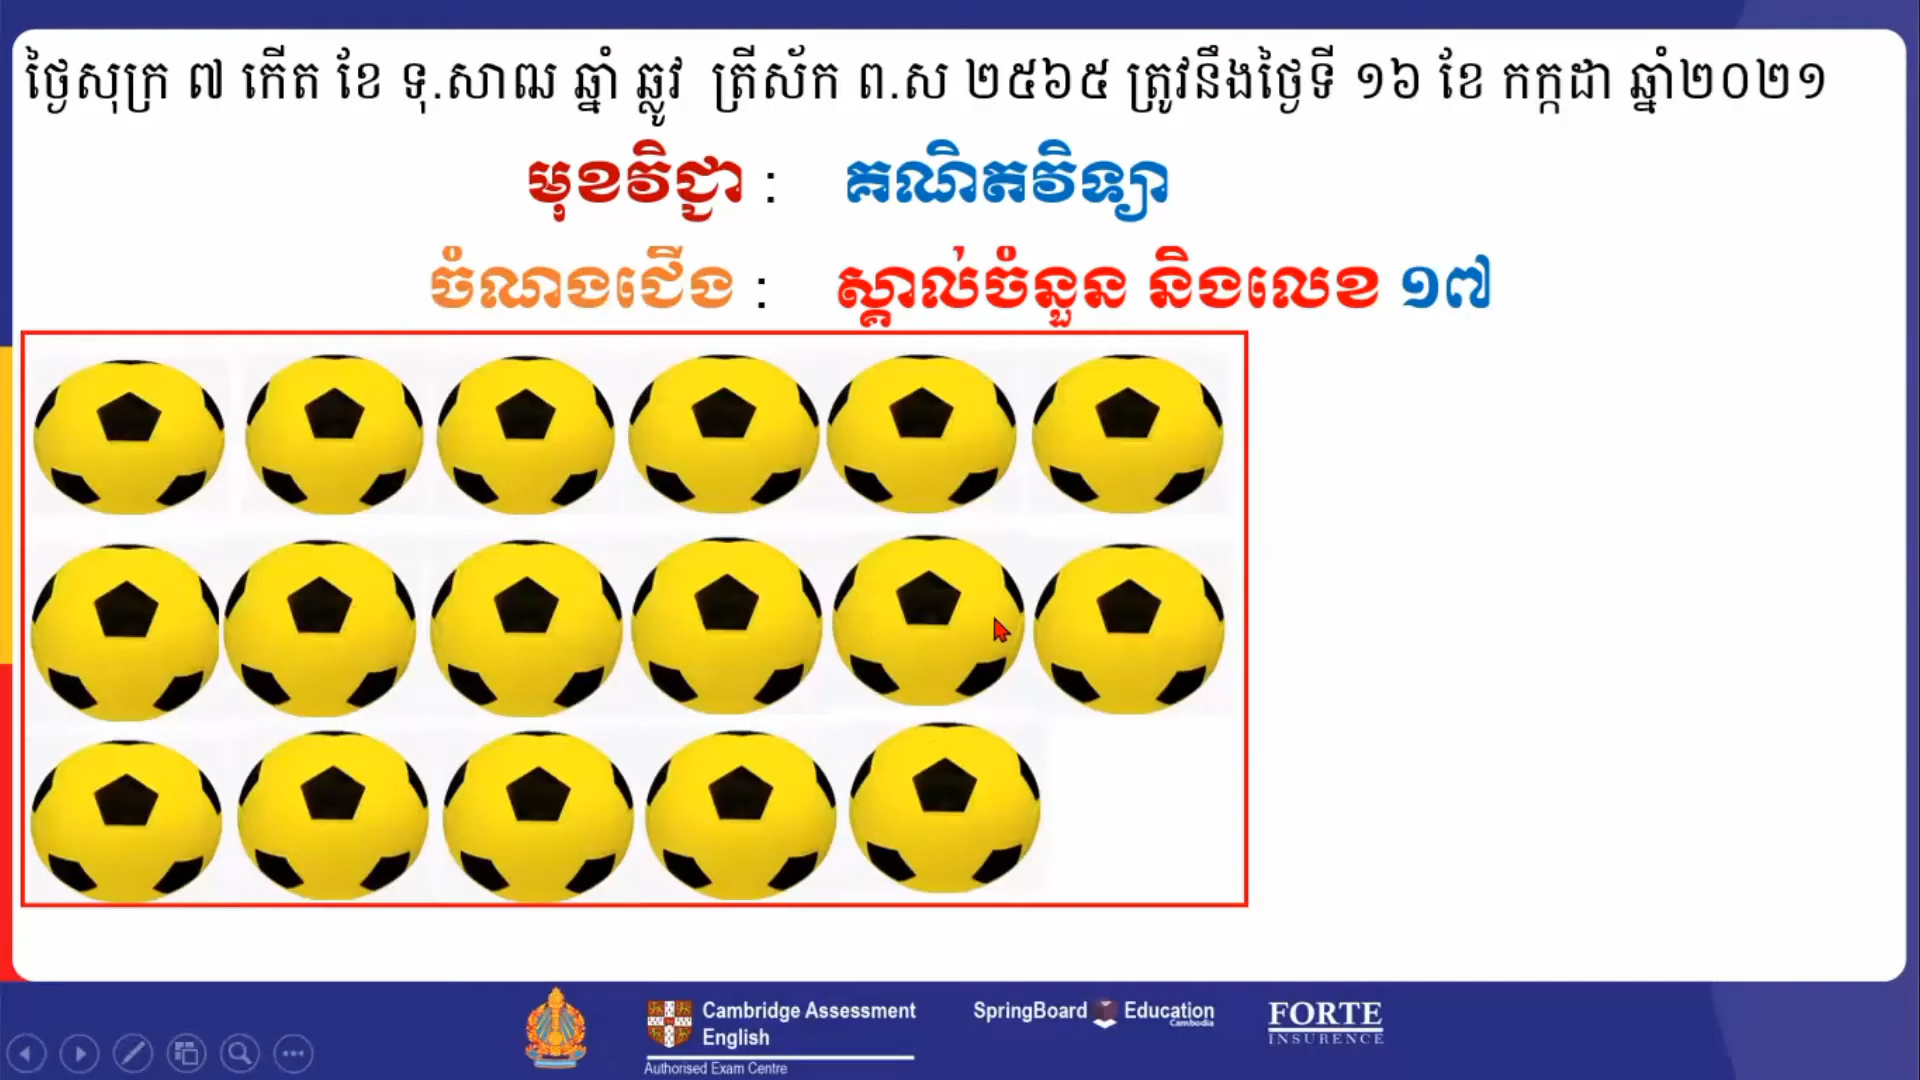 ថ្ងៃសុក្រ ៧ កើត ខែ ទុ.សាឍ ឆ្នាំ ឆ្លូវ ត្រីស័ក ព.ស ២៥៦៥ ត្រូវនឹងថ្ងៃទី ១៦ ខែ កក្កដា ឆ្នាំ២០២១
មុខវិជ្ជា : គណិតវិទ្យា
ចំណងជើង : ស្គាល់ចំនួន និងលេខ ១៧
Cambridge Assessment
English
Authorised Exam Centre
SpringBoard Education
Cambodia
FORTE
INSURENCE